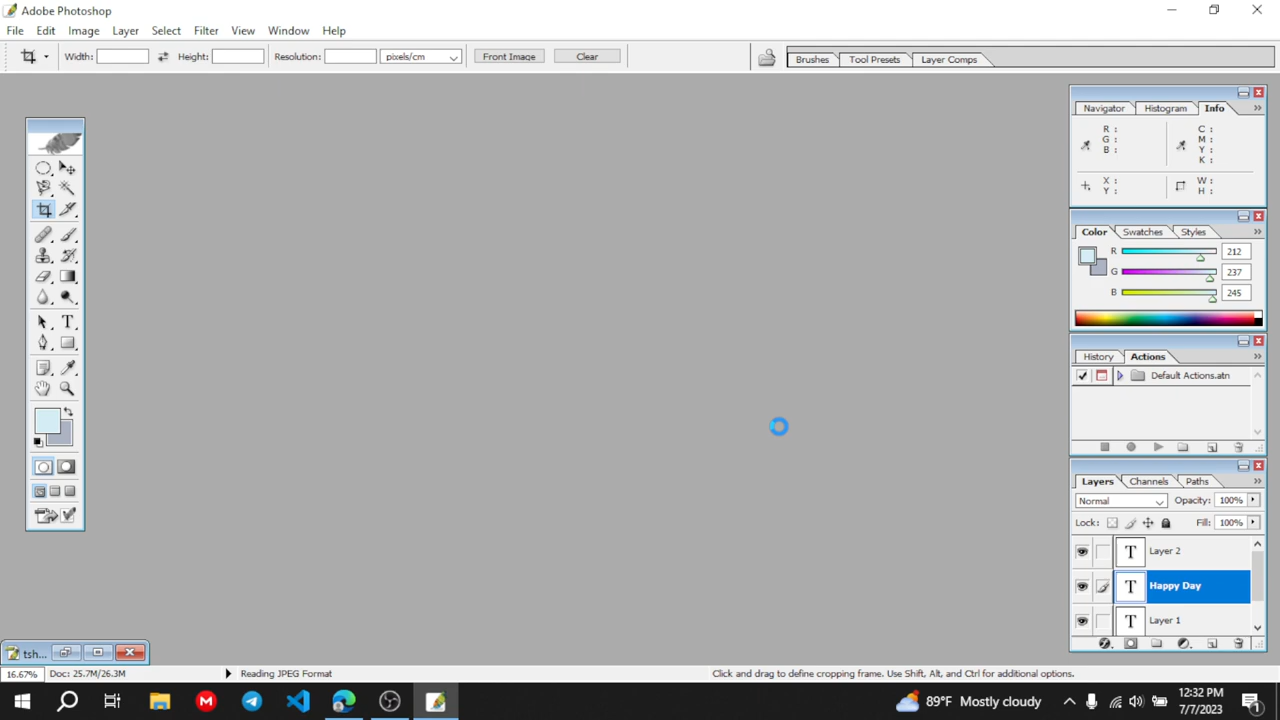 Adobe Photoshop
File Edit Image Layer Select Filter View Window Help
Width: Height: Resolution: pixels/cm Front Image Clear Brushes Tool Presets Layer Comps
Navigator Histogram Info
R : C :
G : M :
B : Y :
K :
X : W :
Y : H :
Color Swatches Styles
R 212
G 237
B 245
History Actions
Default Actions.atn
Layers Channels Paths
Normal Opacity: 100%
Lock: Fill: 100%
T Layer 2
T Happy Day
T Layer 1
T
tsh...
16.67% Doc: 25.7M/26.3M Reading JPEG Format Click and drag to define cropping frame. Use Shift, Alt, and Ctrl for additional options.
89°F Mostly cloudy 12:32 PM
7/7/2023
1